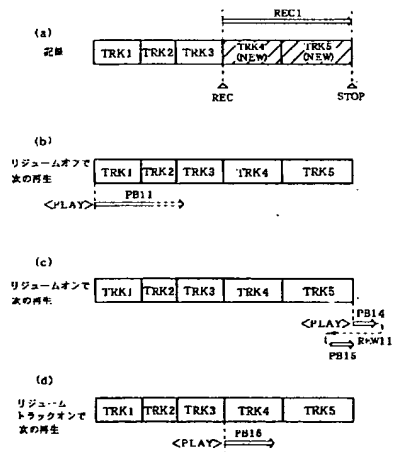 REC1
(a)
記録
TRK1 TRK2 TRK3 TRK4 (NEW) TRK5 (NEW)
REC STOP
(b)
リジュームオフで
次の再生
TRK1 TRK2 TRK3 TRK4 TRK5
<PLAY> PB11
(c)
リジュームオンで
次の再生
TRK1 TRK2 TRK3 TRK4 TRK5
PB14
<PLAY>
REW11
PB15
(d)
リジューム
トラックオンで
次の再生
TRK1 TRK2 TRK3 TRK4 TRK5
<PLAY> PB16